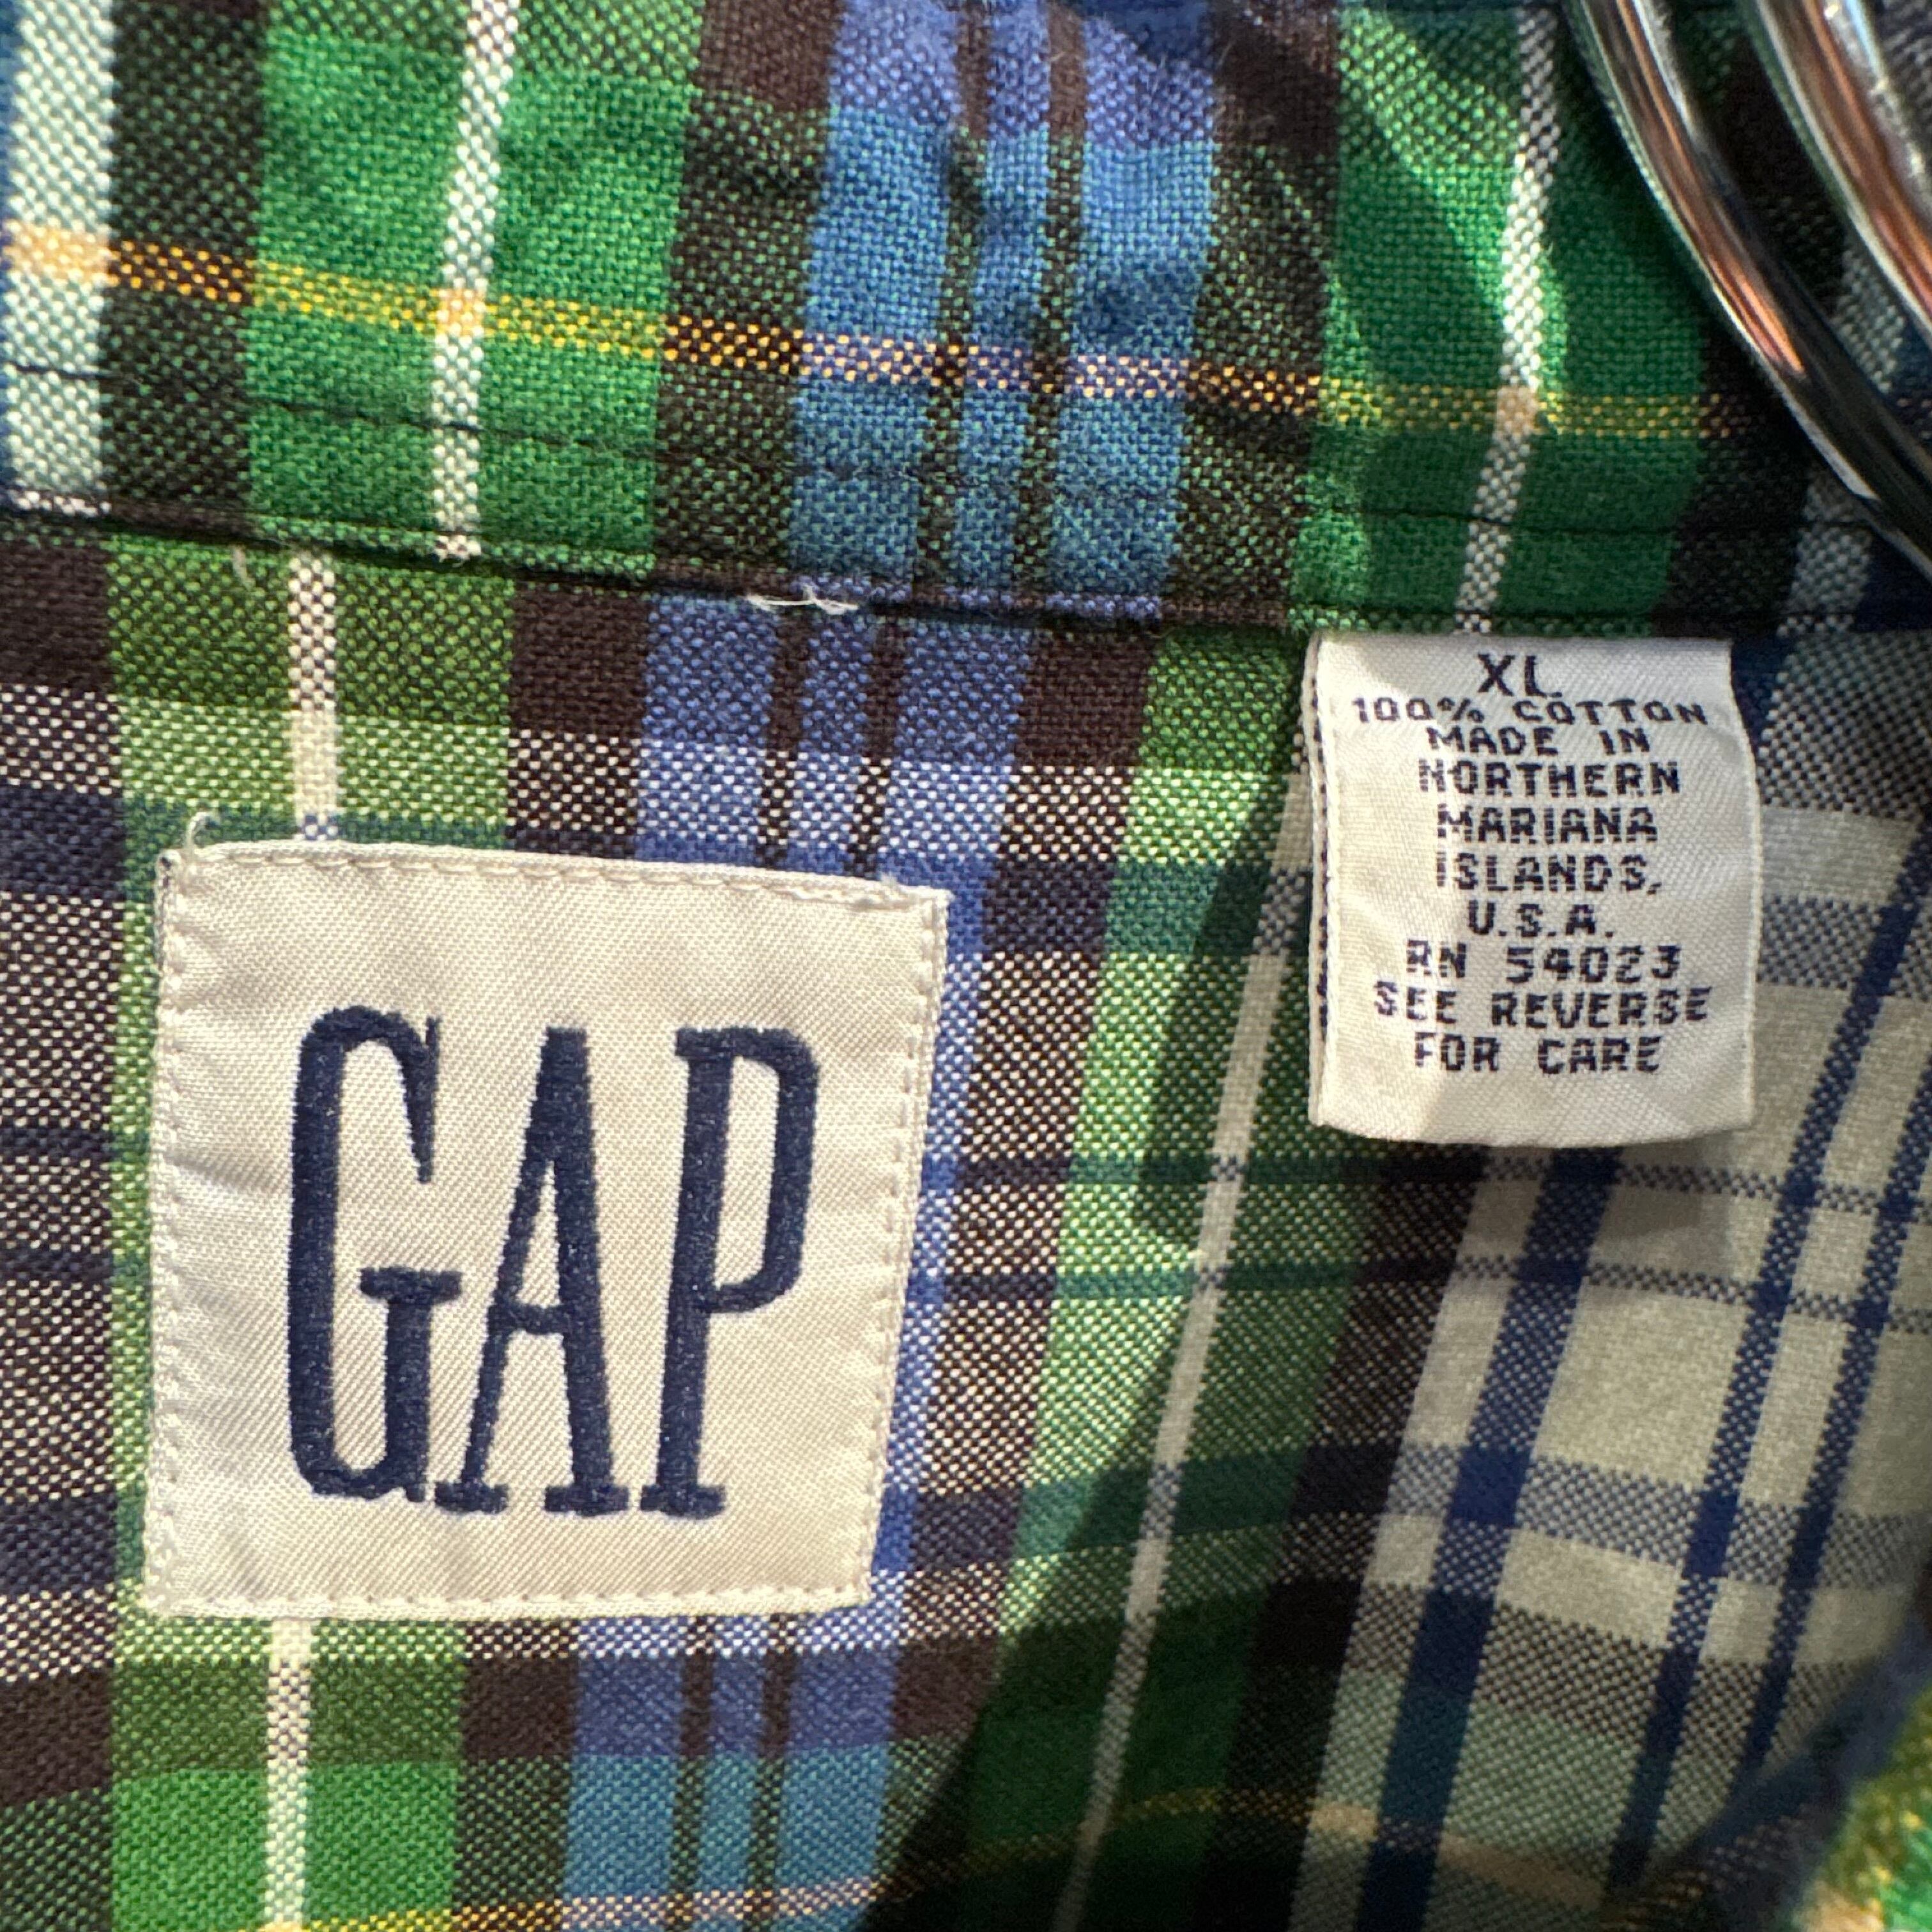 GAP
XL
100% COTTON
MADE IN
NORTHERN
MARIANA
ISLANDS,
U.S.A.
RN 54023
SEE REVERSE
FOR CARE